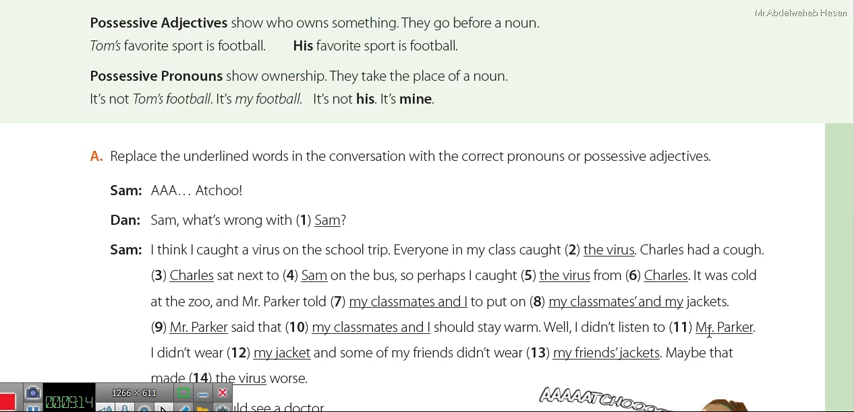 Mr.Abdelweheb Hesen
Possessive Adjectives show who owns something. They go before a noun.
Tom's favorite sport is football. His favorite sport is football.
Possessive Pronouns show ownership. They take the place of a noun.
It's not Tom's football. It's my football. It's not his. It's mine.
A. Replace the underlined words in the conversation with the correct pronouns or possessive adjectives.
Sam: AAA... Atchoo!
Dan: Sam, what's wrong with (1) Sam?
Sam: I think I caught a virus on the school trip. Everyone in my class caught (2) the virus. Charles had a cough.
(3) Charles sat next to (4) Sam on the bus, so perhaps I caught (5) the virus from (6) Charles. It was cold
at the zoo, and Mr. Parker told (7) my classmates and I to put on (8) my classmates' and my jackets.
(9) Mr. Parker said that (10) my classmates and I should stay warm. Well, I didn't listen to (11) Mr. Parker.
I didn't wear (12) my jacket and some of my friends didn't wear (13) my friends' jackets. Maybe that
made (14) the virus worse.
1266 × 611
see a doctor